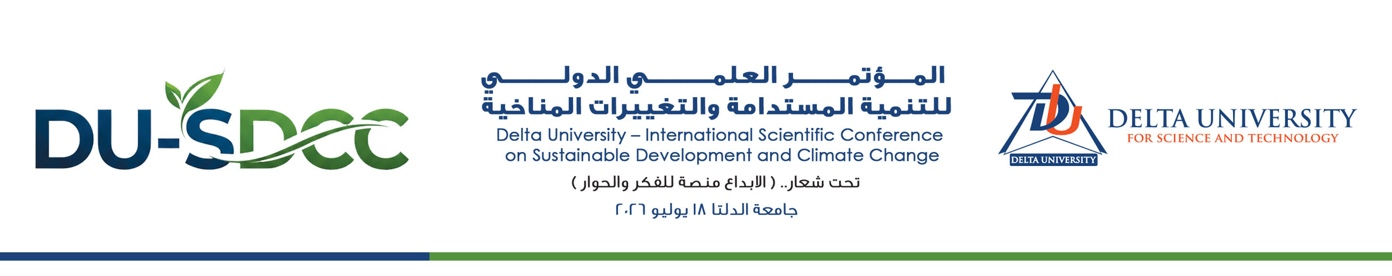 DU-SDCC
المؤتمر العلمي الدولي
للتنمية المستدامة والتغييرات المناخية
Delta University – International Scientific Conference
on Sustainable Development and Climate Change
تحت شعار.. ( الابداع منصة للفكر والحوار )
جامعة الدلتا ١٨ يوليو ٢٠٢٦
DU
DELTA UNIVERSITY
DELTA UNIVERSITY
FOR SCIENCE AND TECHNOLOGY